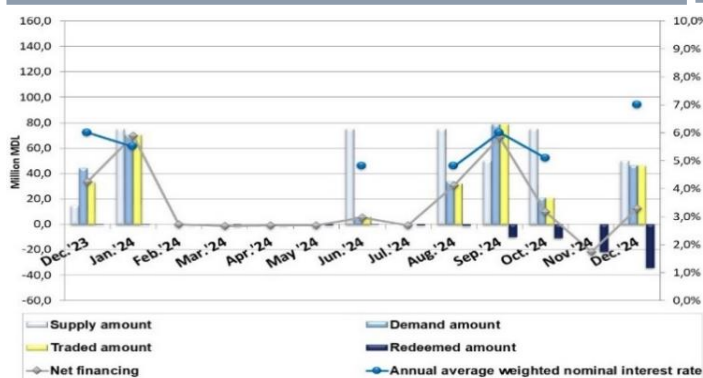 160,0 10,0%
140,0 9,0%
120,0 8,0%
100,0 7,0%
80,0 6,0%
60,0 5,0%
40,0 4,0%
20,0 3,0%
0,0 2,0%
-20,0 1,0%
-40,0 0,0%
-60,0
Million MDL
Dec.'23 Jan.'24 Feb.'24 Mar.'24 Apr.'24 May '24 Jun.'24 Jul.'24 Aug.'24 Sep.'24 Oct.'24 Nov.'24 Dec.'24
Supply amount Demand amount
Traded amount Redeemed amount
Net financing Annual average weighted nominal interest rate